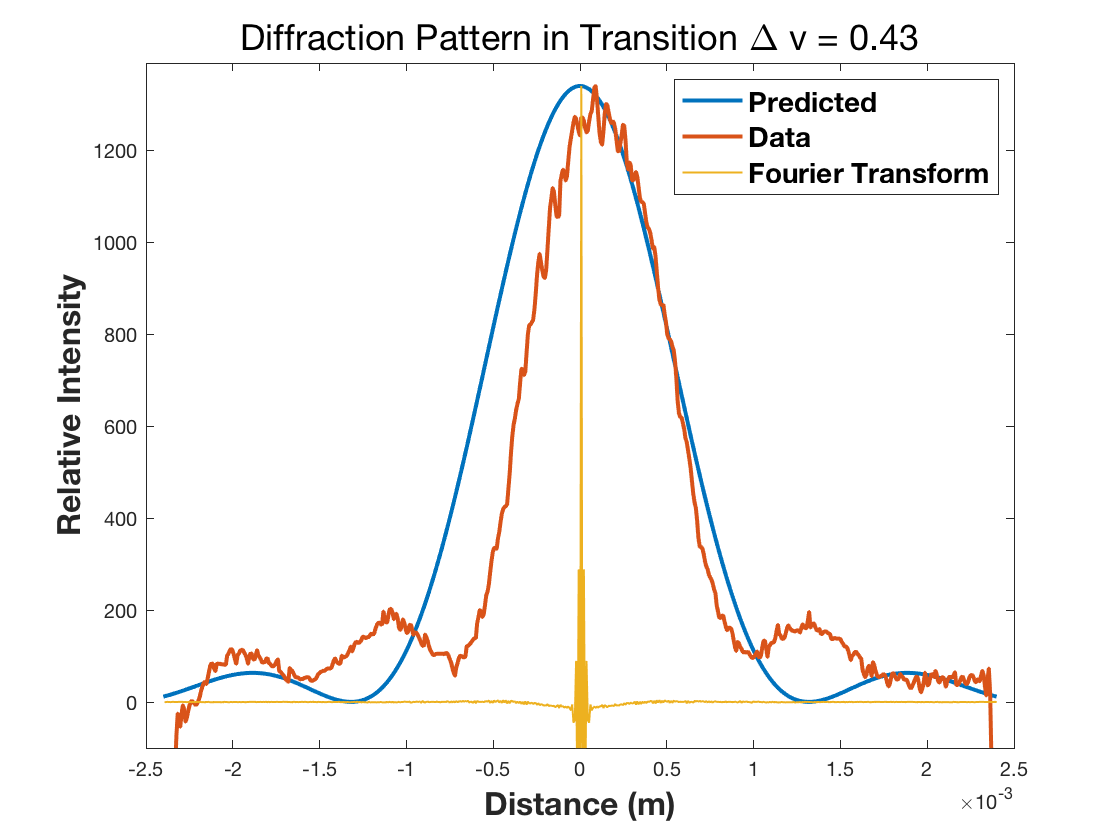 Diffraction Pattern in Transition Δ v = 0.43
Predicted
Data
Fourier Transform
Relative Intensity
1200
1000
800
600
400
200
0
-2.5 -2 -1.5 -1 -0.5 0 0.5 1 1.5 2 2.5
×10⁻³
Distance (m)